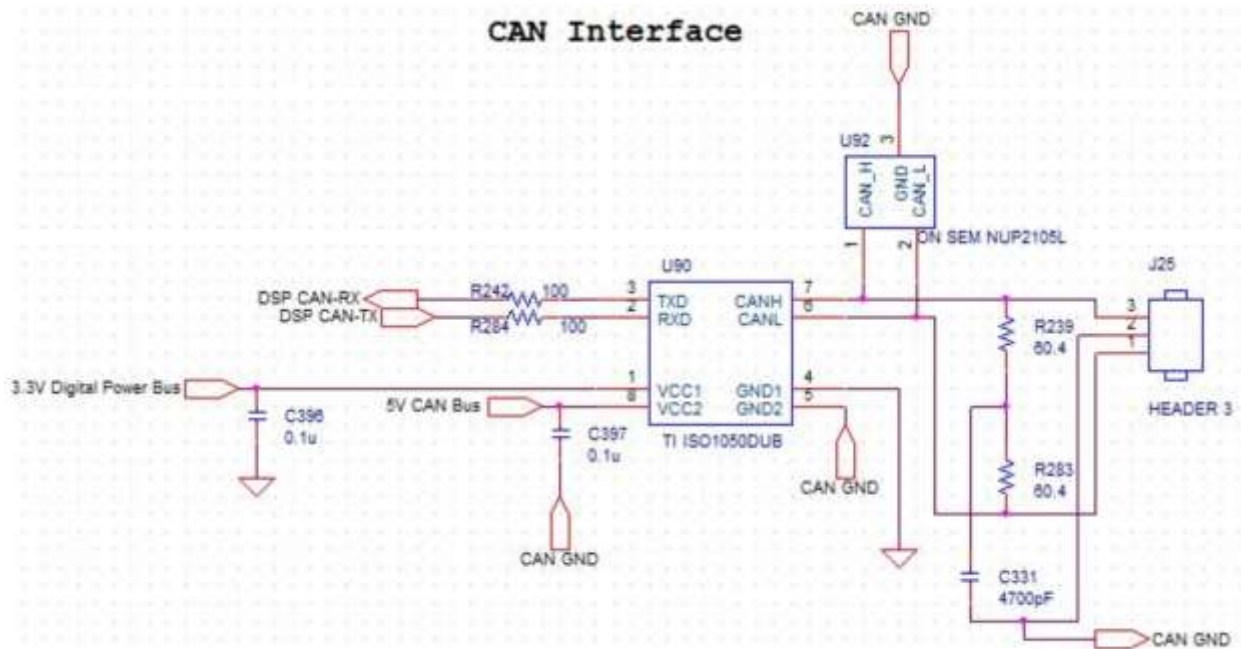 CAN GND
CAN Interface
U92
3
CAN_H
GND
CAN_L
1
2
ON SEM NUP2105L
U90
J25
DSP CAN-RX
R242
100
3
TXD
CANH
7
3
DSP CAN-TX
R284
100
2
RXD
CANL
6
2
1
R239
60.4
3.3V Digital Power Bus
1
VCC1
GND1
4
5V CAN Bus
8
VCC2
GND2
5
HEADER 3
C396
0.1u
C397
0.1u
TI ISO1050DUB
R283
60.4
CAN GND
CAN GND
C331
4700pF
CAN GND